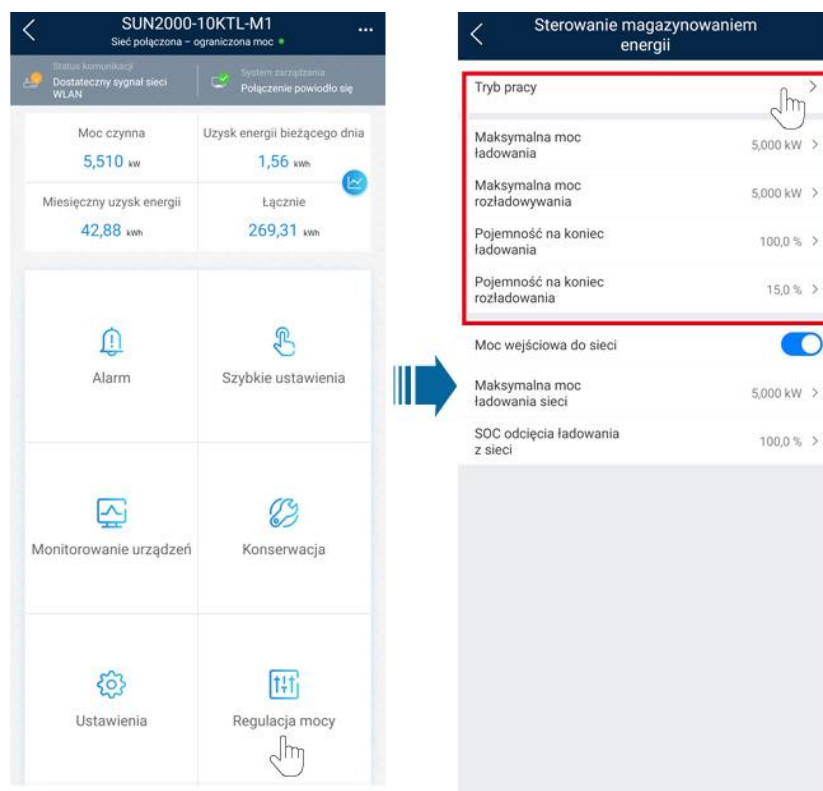 SUN2000-10KTL-M1
Sieć połączona – ograniczona moc
Status komunikacji
Dostateczny sygnał sieci
WLAN
System zarządzania
Połączenie powiodło się
Moc czynna
5,510 kW
Uzysk energii bieżącego dnia
1,56 kWh
Miesięczny uzysk energii
42,88 kWh
Łącznie
269,31 kWh
Alarm
Szybkie ustawienia
Monitorowanie urządzeń
Konserwacja
Ustawienia
Regulacja mocy
Sterowanie magazynowaniem
energii
Tryb pracy
Maksymalna moc
ładowania
5,000 kW
Maksymalna moc
rozładowywania
5,000 kW
Pojemność na koniec
ładowania
100,0 %
Pojemność na koniec
rozładowania
15,0 %
Moc wejściowa do sieci
Maksymalna moc
ładowania sieci
5,000 kW
SOC odcięcia ładowania
z sieci
100,0 %